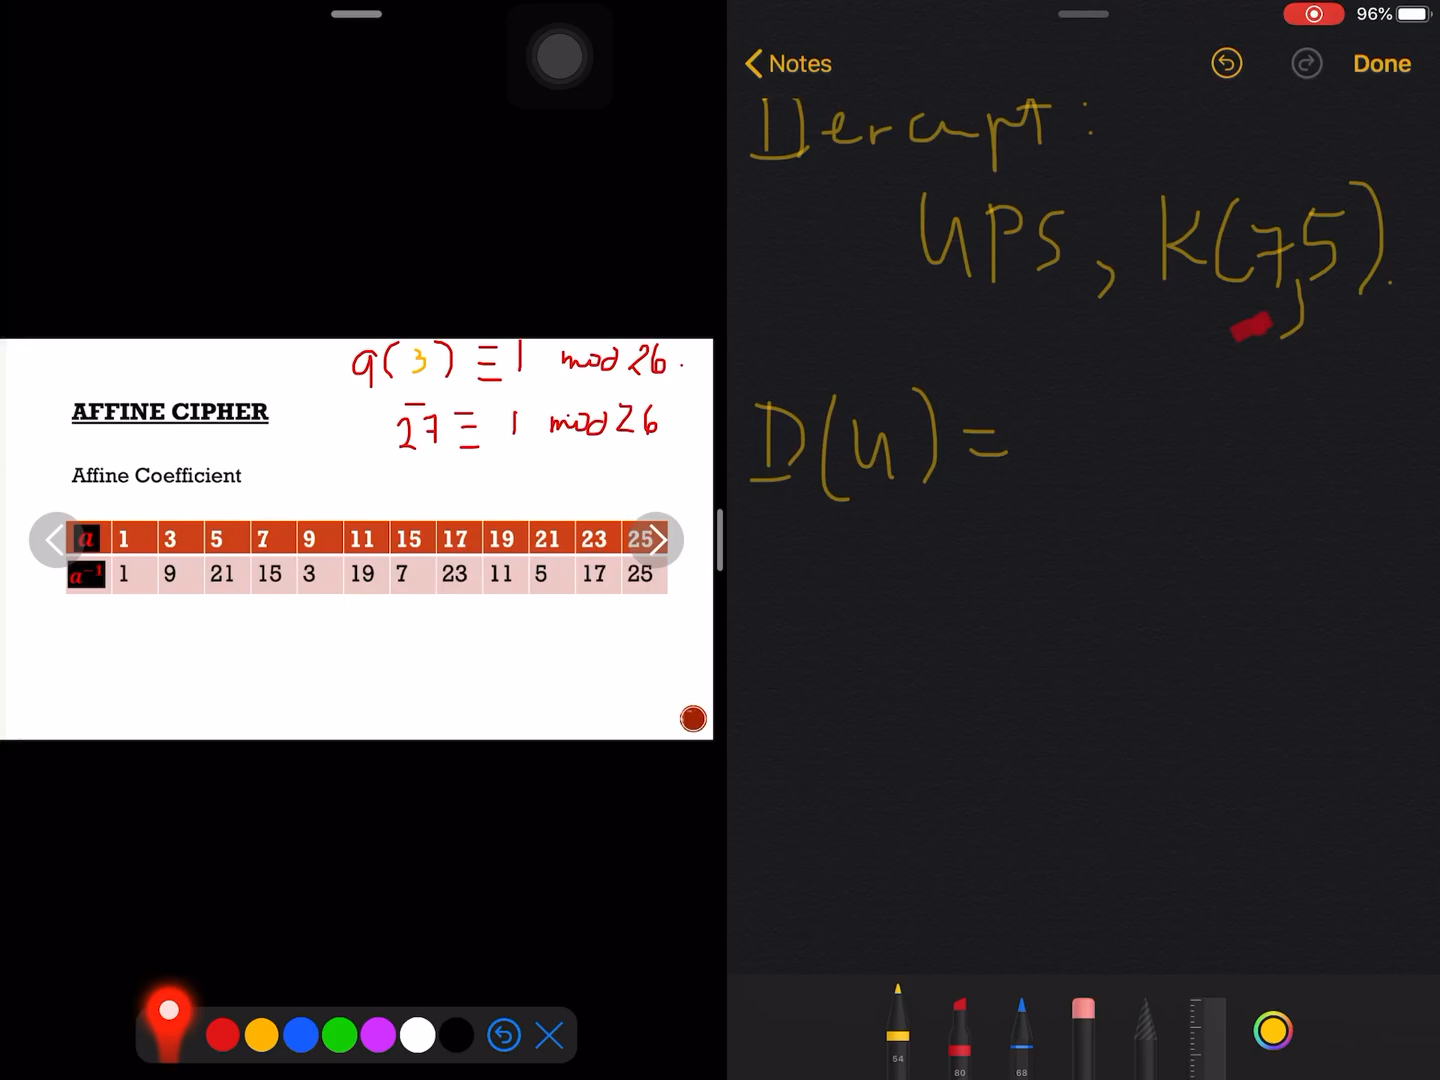 96%
Notes
Done
Decrypt:
UPS, K(7,5).
D(U) =
9(3) ≡ 1 mod 26.
27 ≡ 1 mod 26
AFFINE CIPHER
Affine Coefficient
a 1 3 5 7 9 11 15 17 19 21 23 25
a⁻¹ 1 9 21 15 3 19 7 23 11 5 17 25
54 80 68